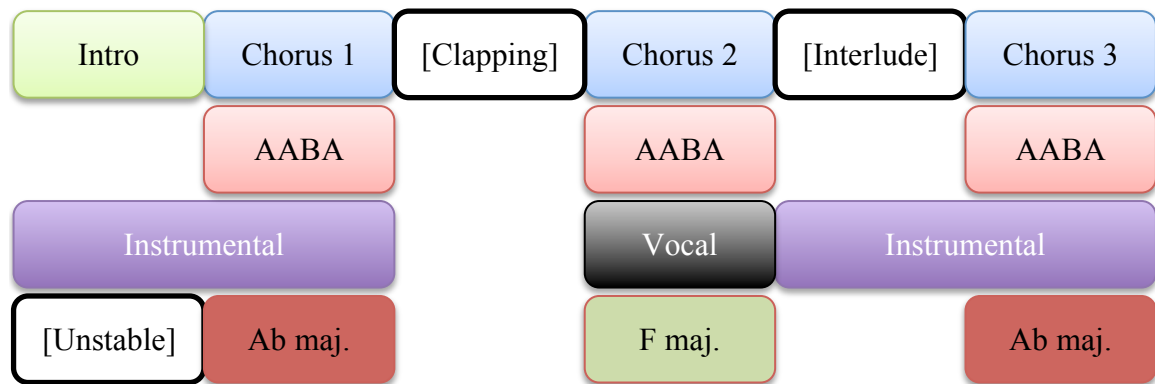 Intro Chorus 1 [Clapping] Chorus 2 [Interlude] Chorus 3
AABA AABA AABA
Instrumental Vocal Instrumental
[Unstable] Ab maj. F maj. Ab maj.